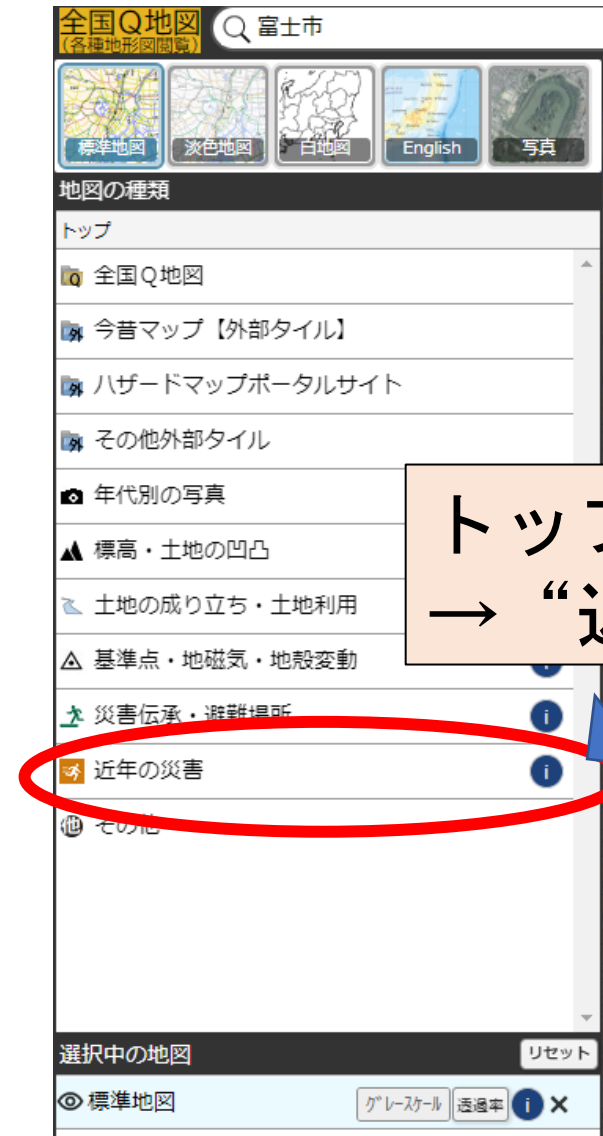 全国Q地図
(各種地形図閲覧)
富士市
標準地図
淡色地図
白地図
English
写真
地図の種類
トップ
全国Q地図
今昔マップ【外部タイル】
ハザードマップポータルサイト
その他外部タイル
年代別の写真
標高・土地の凹凸
土地の成り立ち・土地利用
基準点・地磁気・地殻変動
災害伝承・避難場所
近年の災害
その他
トップ
→“近
選択中の地図
リセット
標準地図
グレースケール
透過率